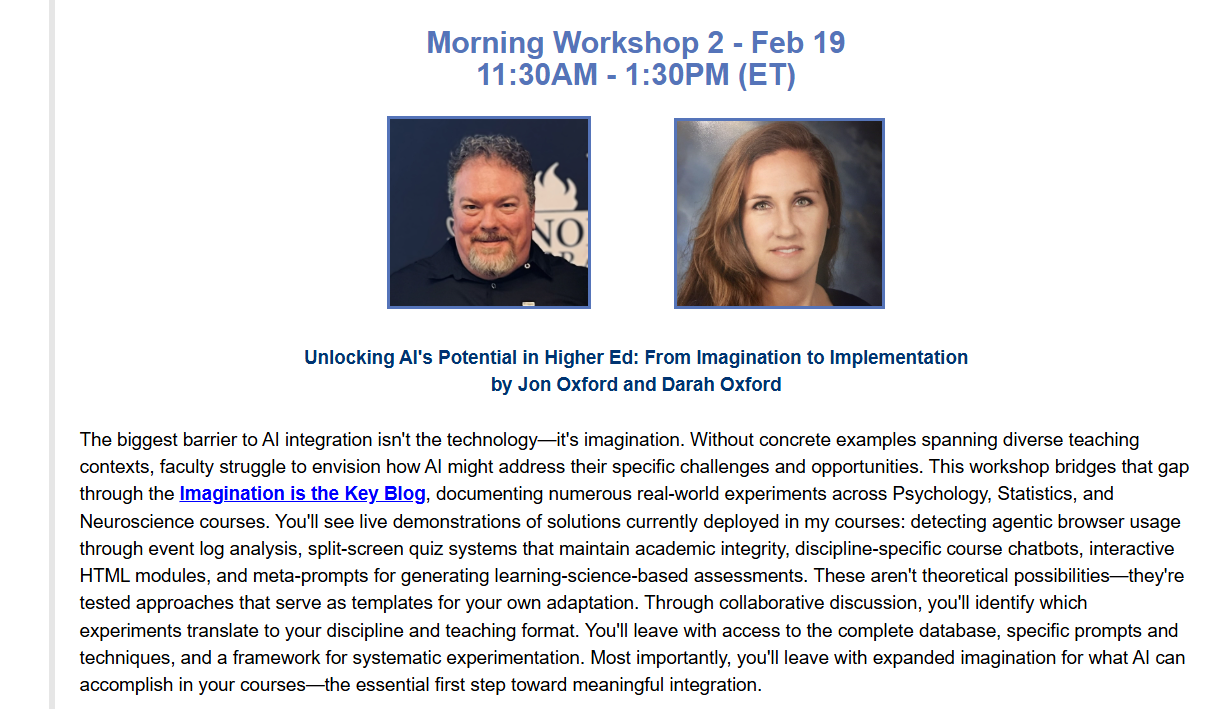 Morning Workshop 2 - Feb 19
11:30AM - 1:30PM (ET)
NO
Unlocking AI's Potential in Higher Ed: From Imagination to Implementation
by Jon Oxford and Darah Oxford
The biggest barrier to AI integration isn't the technology—it's imagination. Without concrete examples spanning diverse teaching
contexts, faculty struggle to envision how AI might address their specific challenges and opportunities. This workshop bridges that gap
through the Imagination is the Key Blog, documenting numerous real-world experiments across Psychology, Statistics, and
Neuroscience courses. You'll see live demonstrations of solutions currently deployed in my courses: detecting agentic browser usage
through event log analysis, split-screen quiz systems that maintain academic integrity, discipline-specific course chatbots, interactive
HTML modules, and meta-prompts for generating learning-science-based assessments. These aren't theoretical possibilities—they're
tested approaches that serve as templates for your own adaptation. Through collaborative discussion, you'll identify which
experiments translate to your discipline and teaching format. You'll leave with access to the complete database, specific prompts and
techniques, and a framework for systematic experimentation. Most importantly, you'll leave with expanded imagination for what AI can
accomplish in your courses—the essential first step toward meaningful integration.